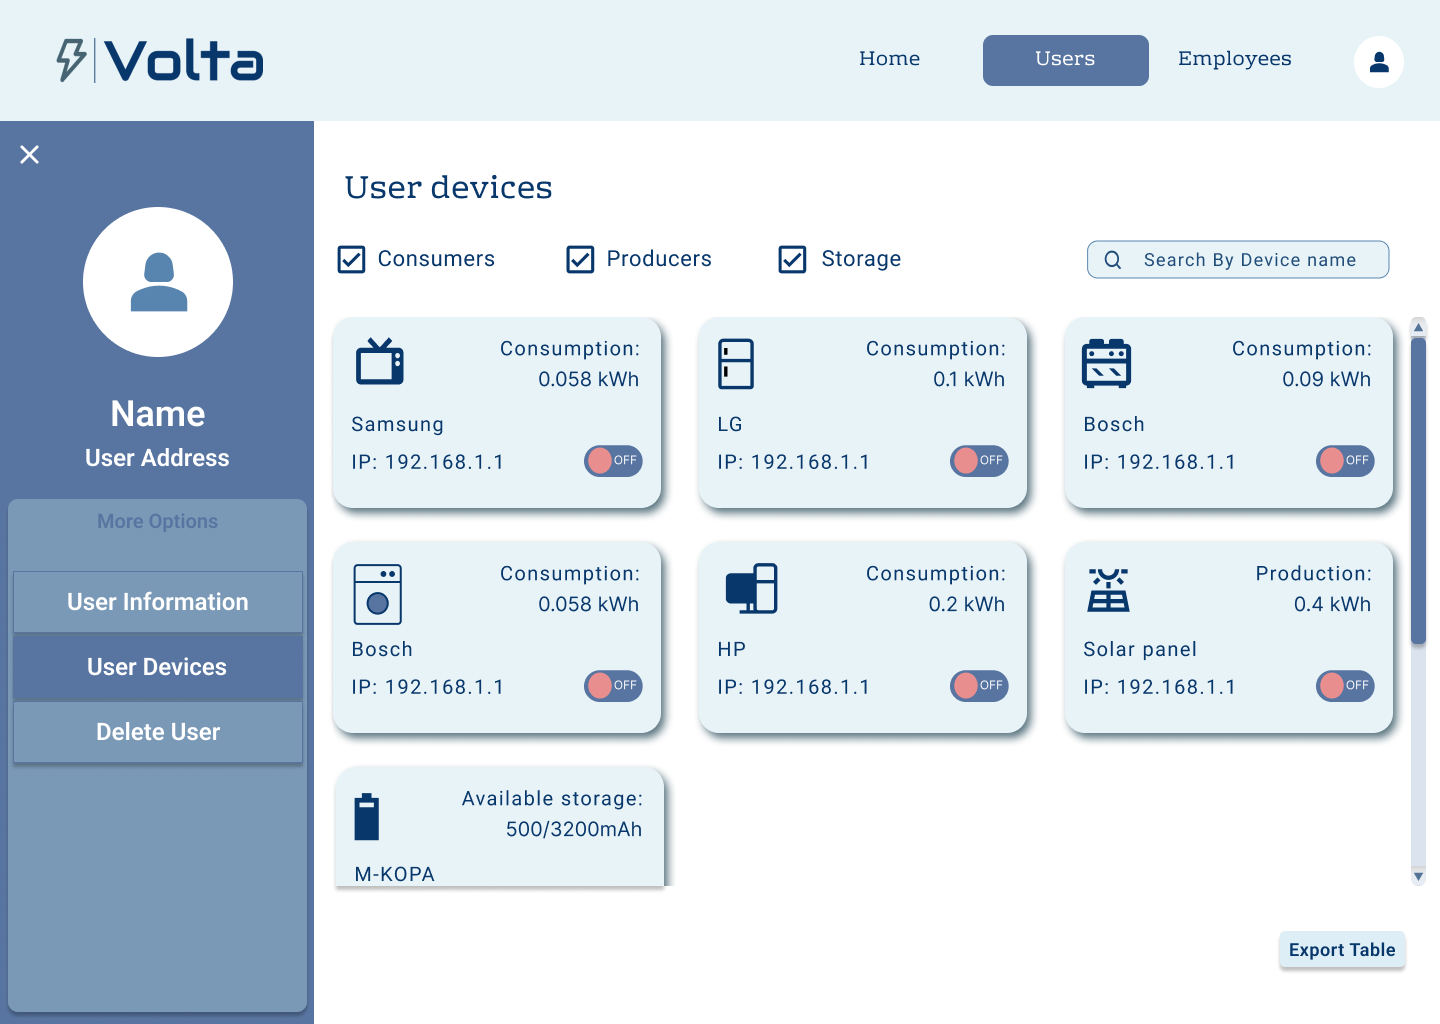 Volta
Home
Users
Employees
Name
User Address
More Options
User Information
User Devices
Delete User
User devices
Consumers
Producers
Storage
Search By Device name
Consumption:
0.058 kWh
Samsung
IP: 192.168.1.1
OFF
Consumption:
0.1 kWh
LG
IP: 192.168.1.1
OFF
Consumption:
0.09 kWh
Bosch
IP: 192.168.1.1
OFF
Consumption:
0.058 kWh
Bosch
IP: 192.168.1.1
OFF
Consumption:
0.2 kWh
HP
IP: 192.168.1.1
OFF
Production:
0.4 kWh
Solar panel
IP: 192.168.1.1
OFF
Available storage:
500/3200mAh
M-KOPA
Export Table